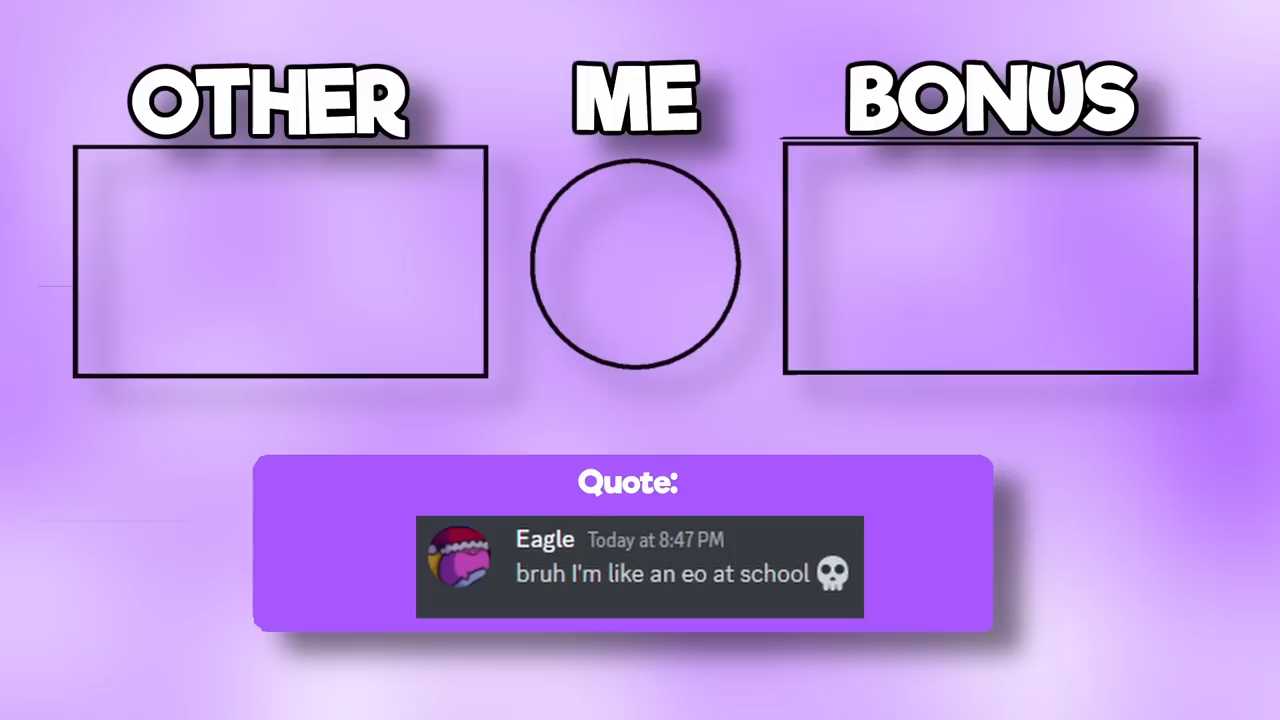 OTHER ME BONUS
Quote:
Eagle Today at 8:47 PM
bruh I'm like an eo at school 💀